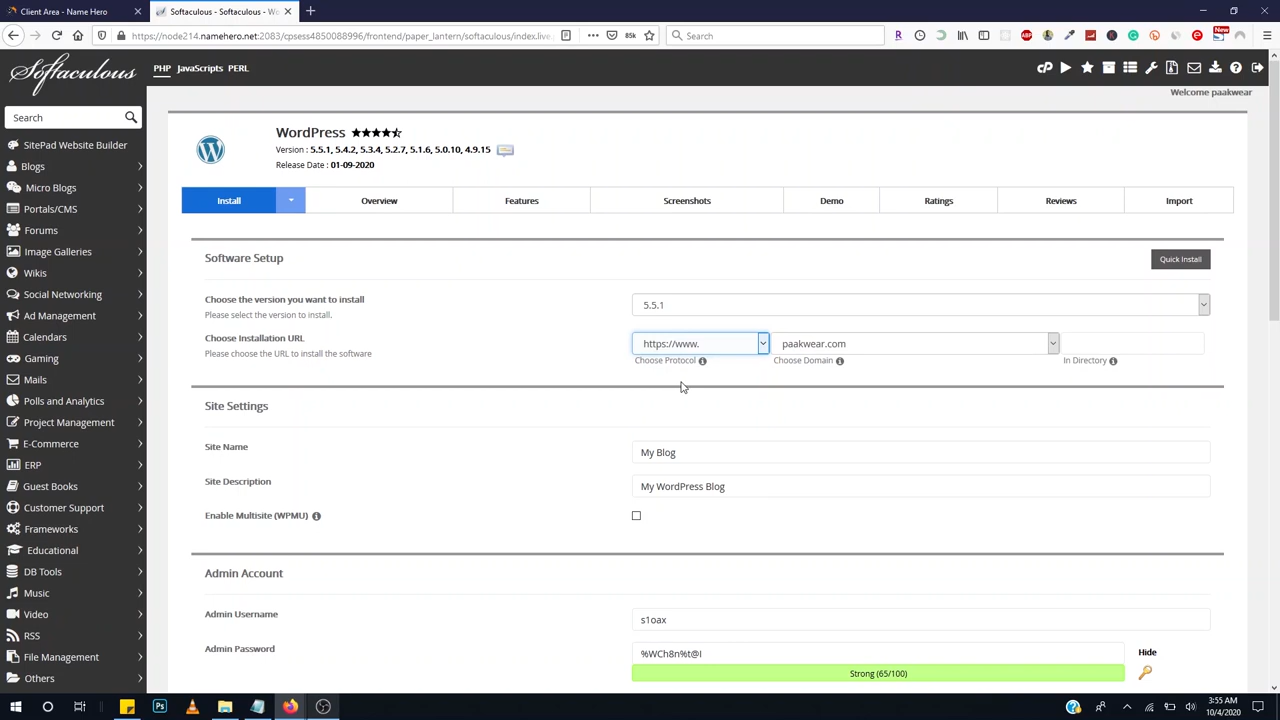 Client Area - Name Hero
Softaculous - Softaculous - Wo
https://node214.namehero.net:2083/cpsess4850088996/frontend/paper_lantern/softaculous/index.live.
85k
Search
New
Softaculous
PHP JavaScripts PERL
Welcome paakwear
Search
SitePad Website Builder
Blogs
Micro Blogs
Portals/CMS
Forums
Image Galleries
Wikis
Social Networking
Ad Management
Calendars
Gaming
Mails
Polls and Analytics
Project Management
E-Commerce
ERP
Guest Books
Customer Support
Frameworks
Educational
DB Tools
Music
Video
RSS
File Management
Others
WordPress
Version : 5.5.1, 5.4.2, 5.3.4, 5.2.7, 5.1.6, 5.0.10, 4.9.15
Release Date : 01-09-2020
Install
Overview
Features
Screenshots
Demo
Ratings
Reviews
Import
Software Setup
Quick Install
Choose the version you want to install
Please select the version to install.
5.5.1
Choose Installation URL
Please choose the URL to install the software
https://www.
paakwear.com
Choose Protocol
Choose Domain
In Directory
Site Settings
Site Name
My Blog
Site Description
My WordPress Blog
Enable Multisite (WPMU)
Admin Account
Admin Username
s1oax
Admin Password
%WCh8n%t@I
Hide
Strong (65/100)
3:55 AM
10/4/2020